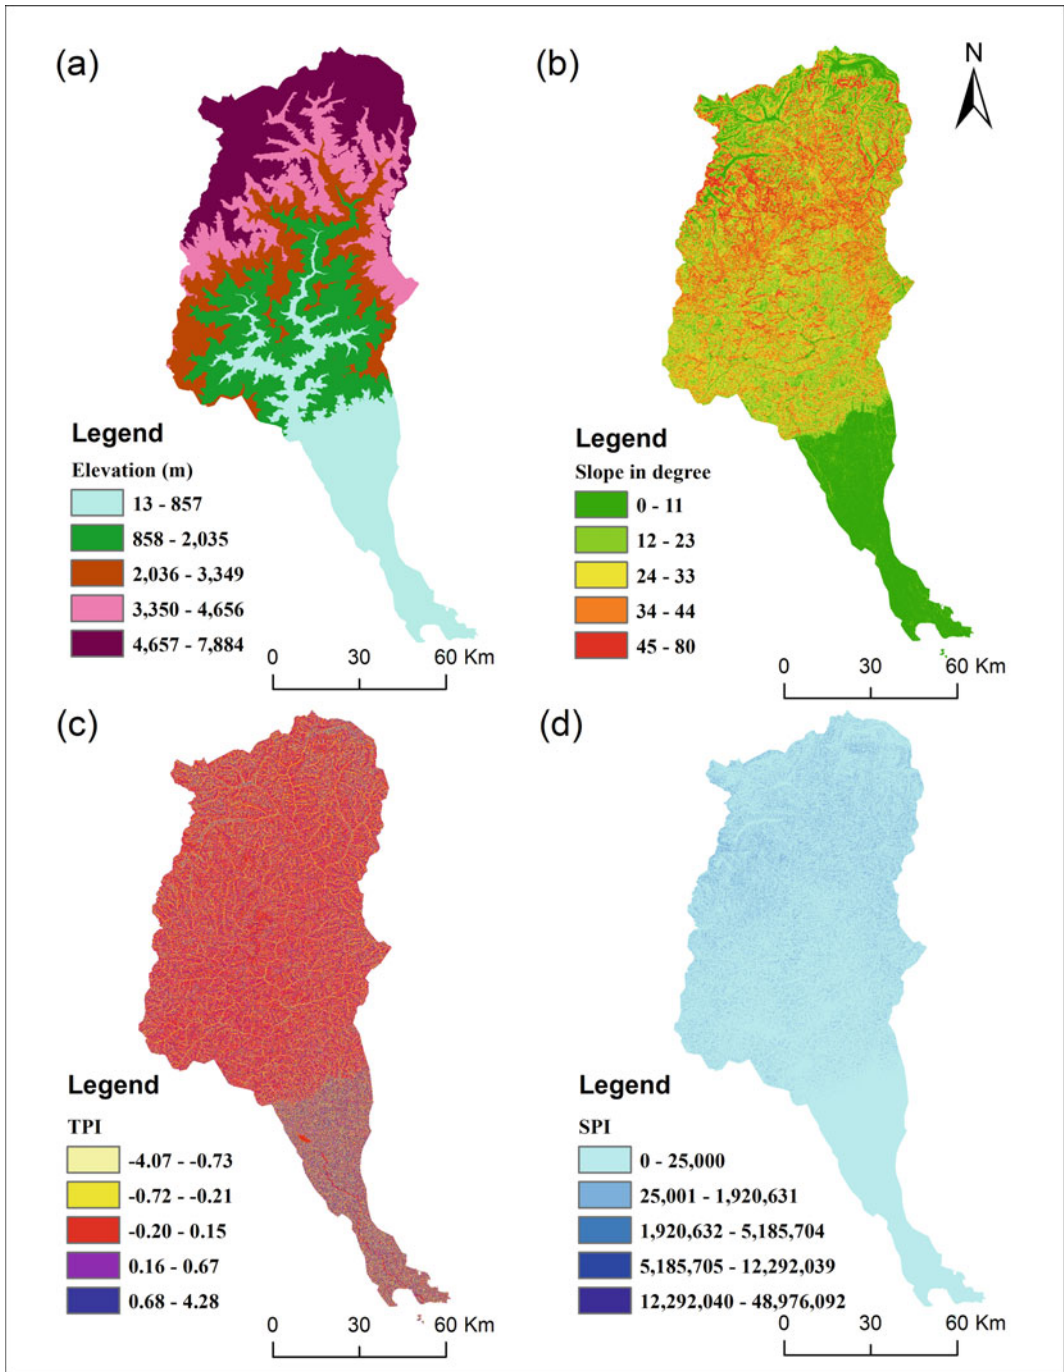 (a)
Legend
Elevation (m)
13 - 857
858 - 2,035
2,036 - 3,349
3,350 - 4,656
4,657 - 7,884
0 30 60 Km
(b)
N
Legend
Slope in degree
0 - 11
12 - 23
24 - 33
34 - 44
45 - 80
0 30 60 Km
(c)
Legend
TPI
-4.07 - -0.73
-0.72 - -0.21
-0.20 - 0.15
0.16 - 0.67
0.68 - 4.28
0 30 60 Km
(d)
Legend
SPI
0 - 25,000
25,001 - 1,920,631
1,920,632 - 5,185,704
5,185,705 - 12,292,039
12,292,040 - 48,976,092
0 30 60 Km